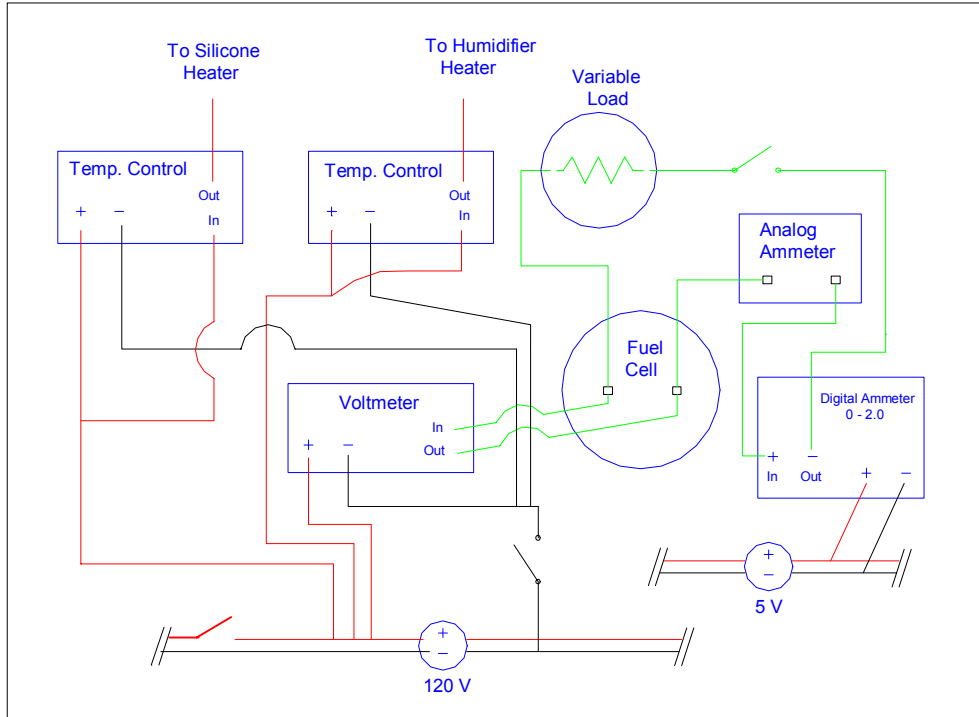 To Silicone
Heater
To Humidifier
Heater
Variable
Load
Temp. Control
Out
In
+ −
Temp. Control
Out
In
+ −
Analog
Ammeter
Fuel
Cell
Voltmeter
In
Out
+ −
Digital Ammeter
0 - 2.0
+ −
In Out
+ −
+
−
5 V
+
−
120 V